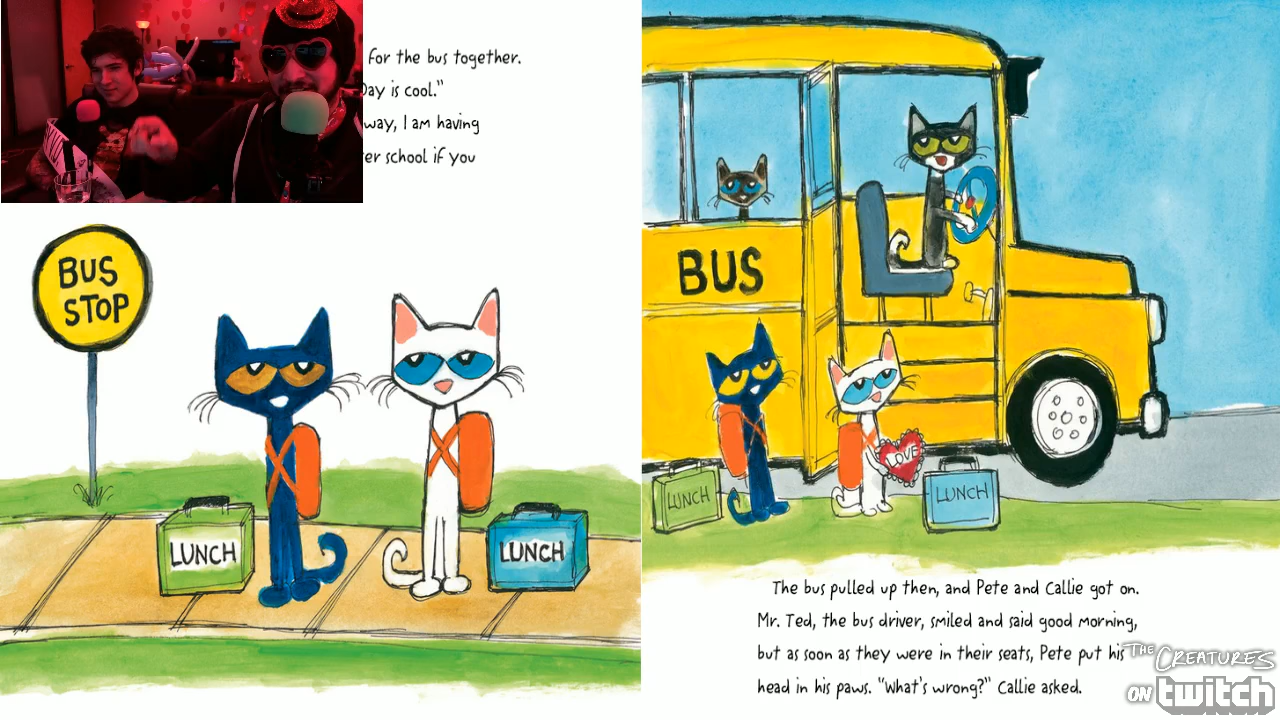 for the bus together.
Day is cool."
way, I am having
er school if you
BUS
STOP
LUNCH
LUNCH
BUS
LOVE
LUNCH
LUNCH
The bus pulled up then, and Pete and Callie got on.
Mr. Ted, the bus driver, smiled and said good morning,
but as soon as they were in their seats, Pete put his
head in his paws. "What's wrong?" Callie asked.
THE CREATURES
ON twitch